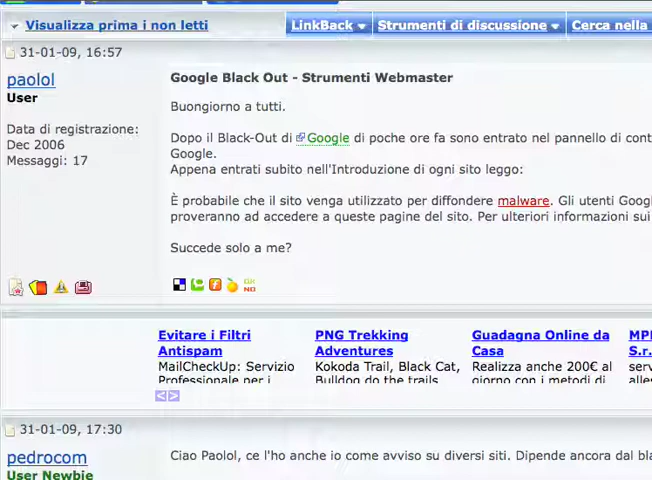 Visualizza prima i non letti
LinkBack
Strumenti di discussione
Cerca nella
31-01-09, 16:57
paolol
User
Data di registrazione:
Dec 2006
Messaggi: 17
Google Black Out - Strumenti Webmaster
Buongiorno a tutti.
Dopo il Black-Out di Google di poche ore fa sono entrato nel pannello di cont
Google.
Appena entrati subito nell'Introduzione di ogni sito leggo:
È probabile che il sito venga utilizzato per diffondere malware. Gli utenti Goog
proveranno ad accedere a queste pagine del sito. Per ulteriori informazioni sui
Succede solo a me?
OK
NO
Evitare i Filtri
Antispam
MailCheckUp: Servizio
Professionale per i
PNG Trekking
Adventures
Kokoda Trail, Black Cat,
Bulldog do the trails
Guadagna Online da
Casa
Realizza anche 200€ al
giorno con i metodi di
MPI
S.r.
serv
alles
31-01-09, 17:30
pedrocom
User Newbie
Ciao Paolol, ce l'ho anche io come avviso su diversi siti. Dipende ancora dal bla